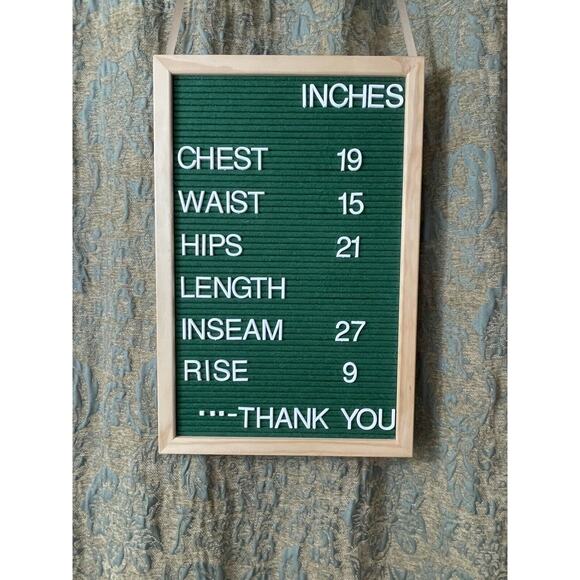 INCHES
CHEST 19
WAIST 15
HIPS 21
LENGTH
INSEAM 27
RISE 9
...-THANK YOU